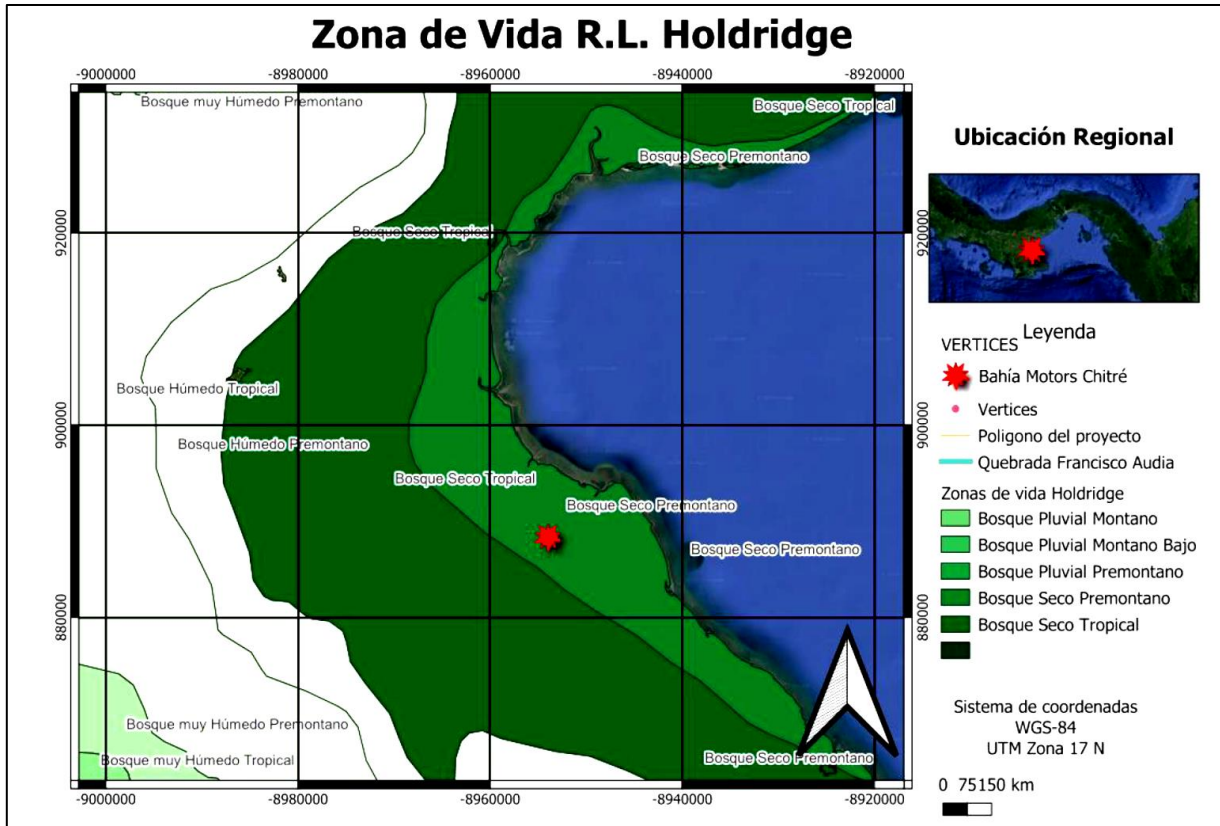 Zona de Vida R.L. Holdridge
-9000000
-8980000
-8960000
-8940000
-8920000
Bosque muy Húmedo Premontano
Bosque Seco Tropical
Bosque Seco Premontano
920000
Bosque Seco Tropical
920000
Bosque Húmedo Tropical
900000
Bosque Húmedo Premontano
900000
Bosque Seco Tropical
Bosque Seco Premontano
Bosque Seco Premontano
880000
880000
Bosque muy Húmedo Premontano
Bosque muy Húmedo Tropical
Bosque Seco Premontano
-9000000
-8980000
-8960000
-8940000
-8920000
Ubicación Regional
Leyenda
VERTICES
Bahía Motors Chitré
Vertices
Poligono del proyecto
Quebrada Francisco Audia
Zonas de vida Holdridge
Bosque Pluvial Montano
Bosque Pluvial Montano Bajo
Bosque Pluvial Premontano
Bosque Seco Premontano
Bosque Seco Tropical
Sistema de coordenadas
WGS-84
UTM Zona 17 N
0 75150 km